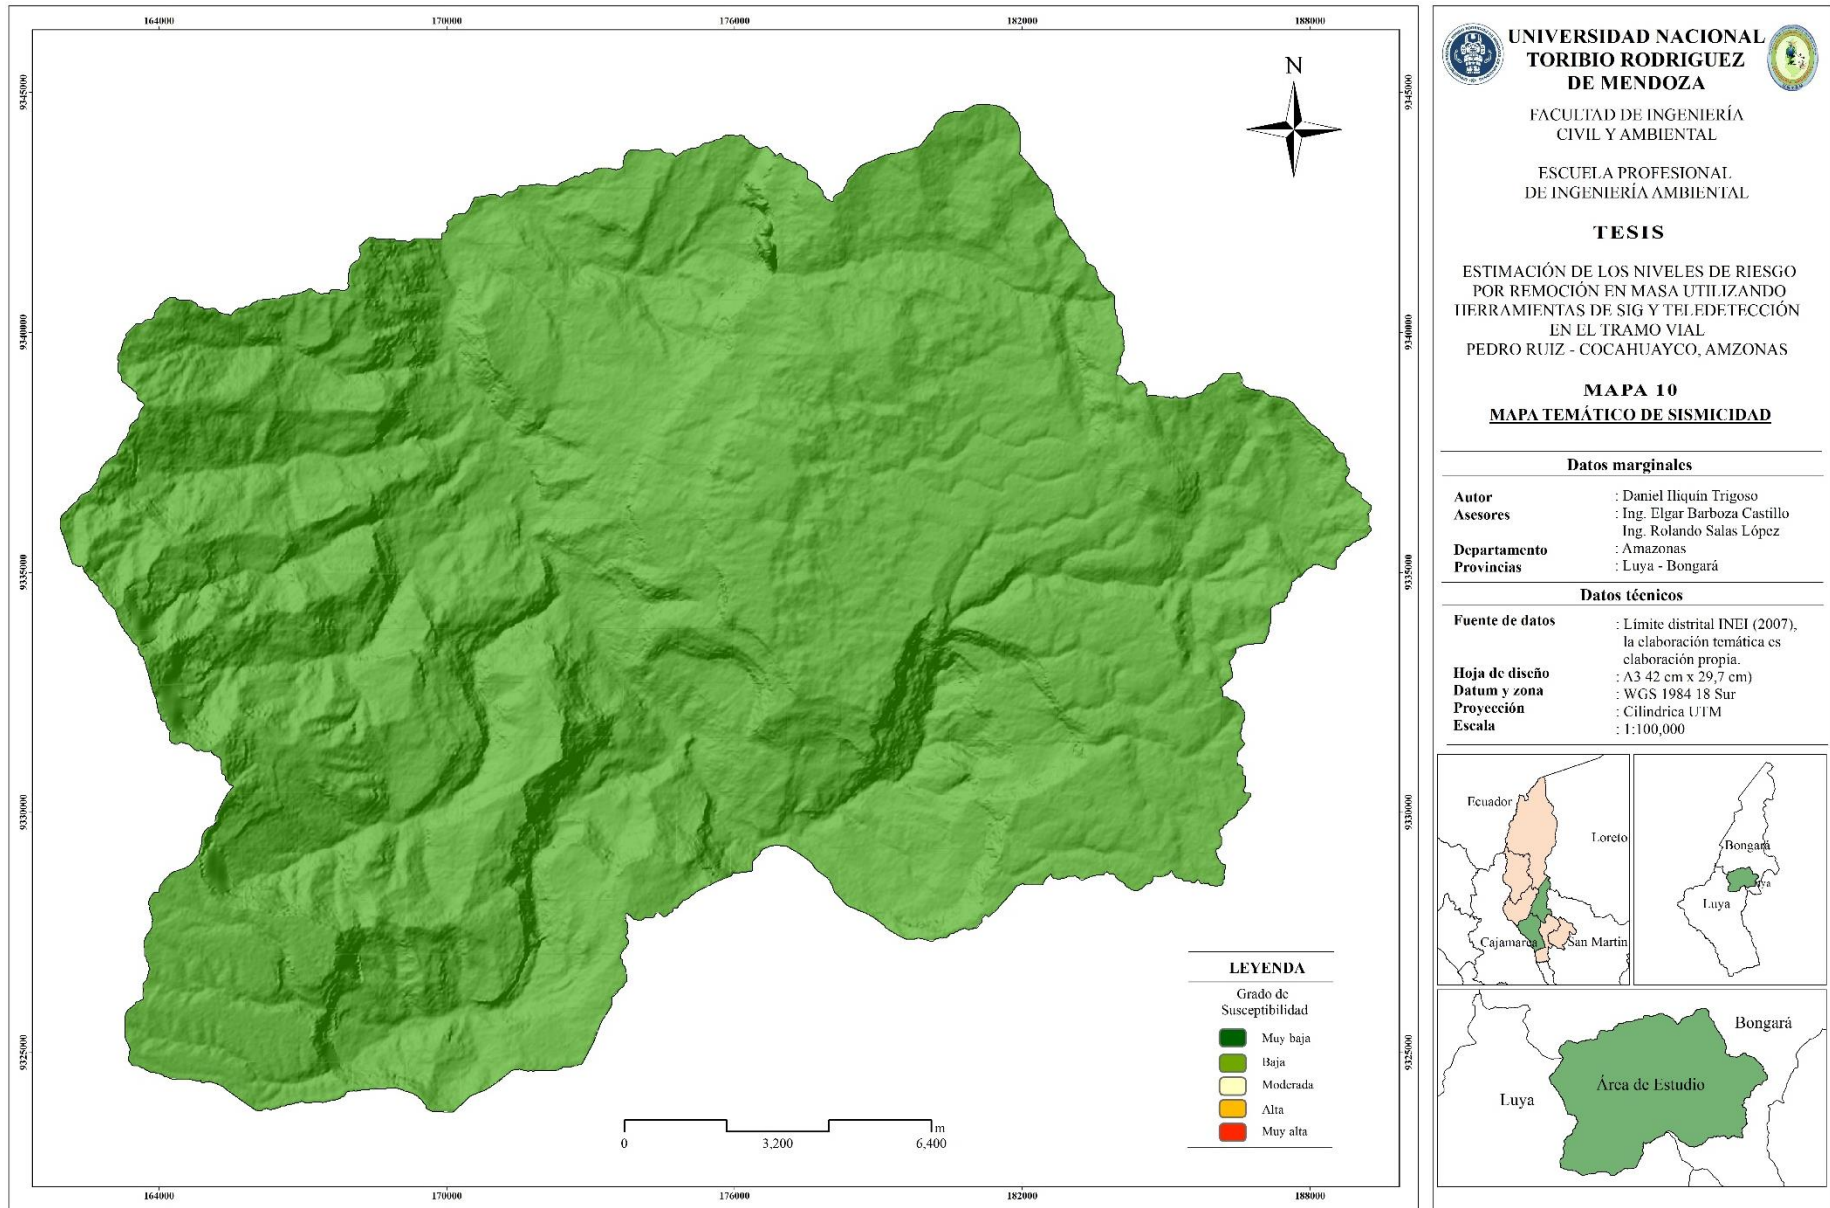 164000
170000
176000
182000
188000
9345000
9345000
9340000
9340000
9335000
9335000
9330000
9330000
9325000
9325000
164000
170000
176000
182000
188000
N
LEYENDA
Grado de
Susceptibilidad
Muy baja
Baja
Moderada
Alta
Muy alta
m
0
3,200
6,400
UNIVERSIDAD NACIONAL
TORIBIO RODRIGUEZ
DE MENDOZA
FACULTAD DE INGENIERÍA
CIVIL Y AMBIENTAL
ESCUELA PROFESIONAL
DE INGENIERÍA AMBIENTAL
TESIS
ESTIMACIÓN DE LOS NIVELES DE RIESGO
POR REMOCIÓN EN MASA UTILIZANDO
HERRAMIENTAS DE SIG Y TELEDETECCIÓN
EN EL TRAMO VIAL
PEDRO RUIZ - COCAHUAYCO, AMZONAS
MAPA 10
MAPA TEMÁTICO DE SISMICIDAD
Datos marginales
Autor : Daniel Iliquín Trigoso
Asesores : Ing. Elgar Barboza Castillo
Ing. Rolando Salas López
Departamento : Amazonas
Provincias : Luya - Bongará
Datos técnicos
Fuente de datos : Límite distrital INEI (2007),
la elaboración temática es
elaboración propia.
Hoja de diseño : A3 42 cm x 29,7 cm)
Datum y zona : WGS 1984 18 Sur
Proyección : Cilindrica UTM
Escala : 1:100,000
Ecuador
Loreto
Cajamarca
San Martin
Bongará
Luya
Bongará
Área de Estudio
Luya